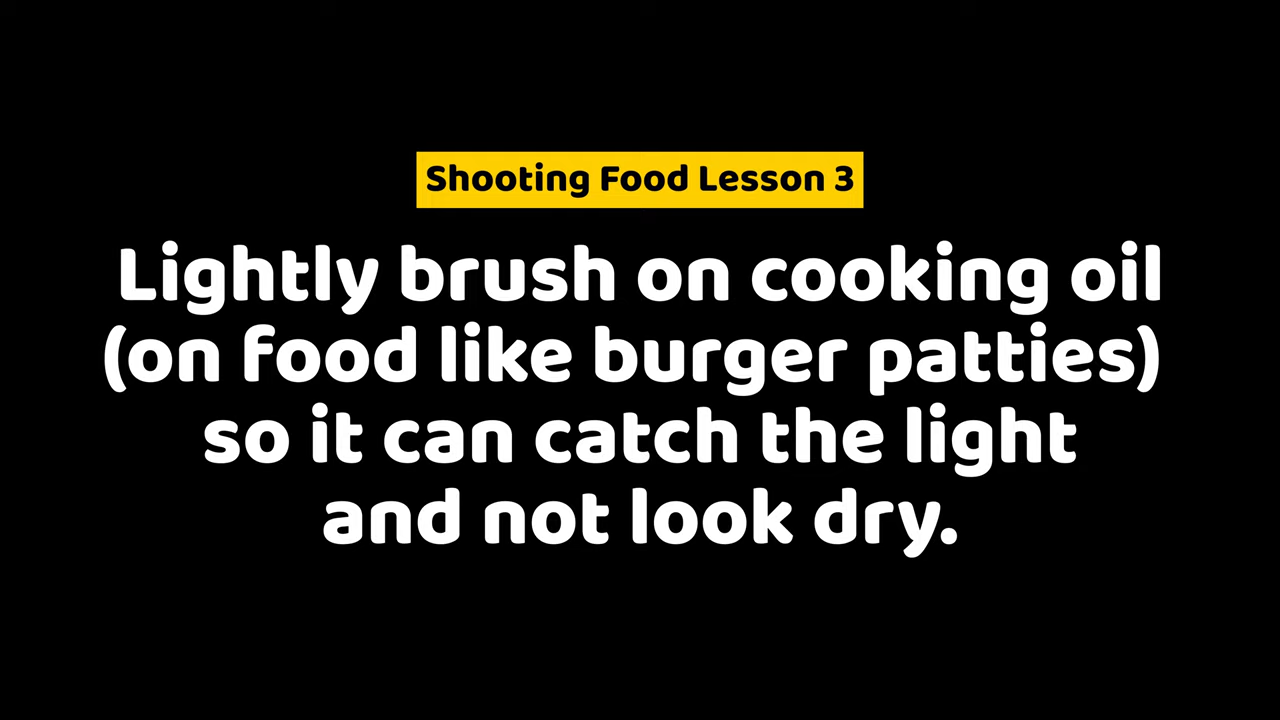 Shooting Food Lesson 3
Lightly brush on cooking oil
(on food like burger patties)
so it can catch the light
and not look dry.